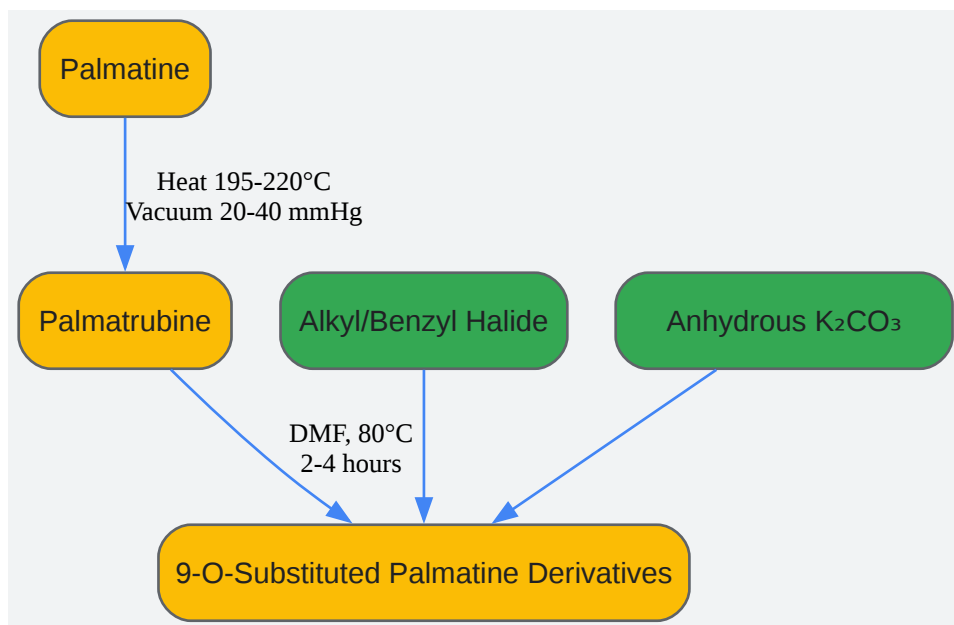 Palmatine
Heat 195-220°C
Vacuum 20-40 mmHg
Palmatrubine
Alkyl/Benzyl Halide
Anhydrous K₂CO₃
DMF, 80°C
2-4 hours
9-O-Substituted Palmatine Derivatives